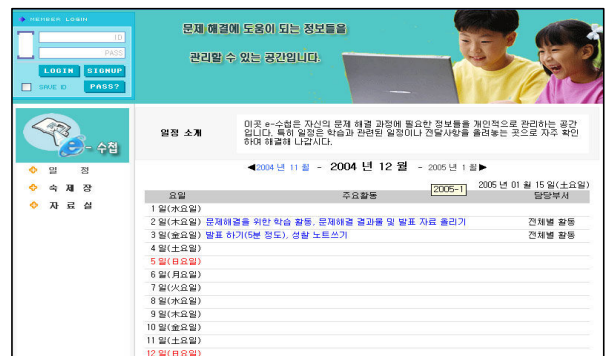 MEMBER LOGIN
ID
PASS
LOGIN SIGNUP
SAVE ID PASS?
문제 해결에 도움이 되는 정보들을
관리할 수 있는 공간입니다.
e - 수첩
일 정
숙 제 장
자 료 실
일정 소개
이곳 e-수첩은 자신의 문제 해결 과정에 필요한 정보들을 개인적으로 관리하는 공간
입니다. 특히 일정은 학습과 관련된 일정이나 전달사항을 올려놓는 곳으로 자주 확인
하여 해결해 나갑시다.
◀2004 년 11 월 - 2004 년 12 월 - 2005 년 1 월▶
2005-1
2005 년 01 월 15 일(土요일)
요일 주요활동 담당부서
1 일(水요일)
2 일(木요일) 문제해결을 위한 학습 활동, 문제해결 결과물 및 발표 자료 올리기 전체별 활동
3 일(金요일) 발표 하기(5분 정도), 성찰 노트쓰기 전체별 활동
4 일(土요일)
5 일(日요일)
6 일(月요일)
7 일(火요일)
8 일(水요일)
9 일(木요일)
10 일(金요일)
11 일(土요일)
12 일(日요일)